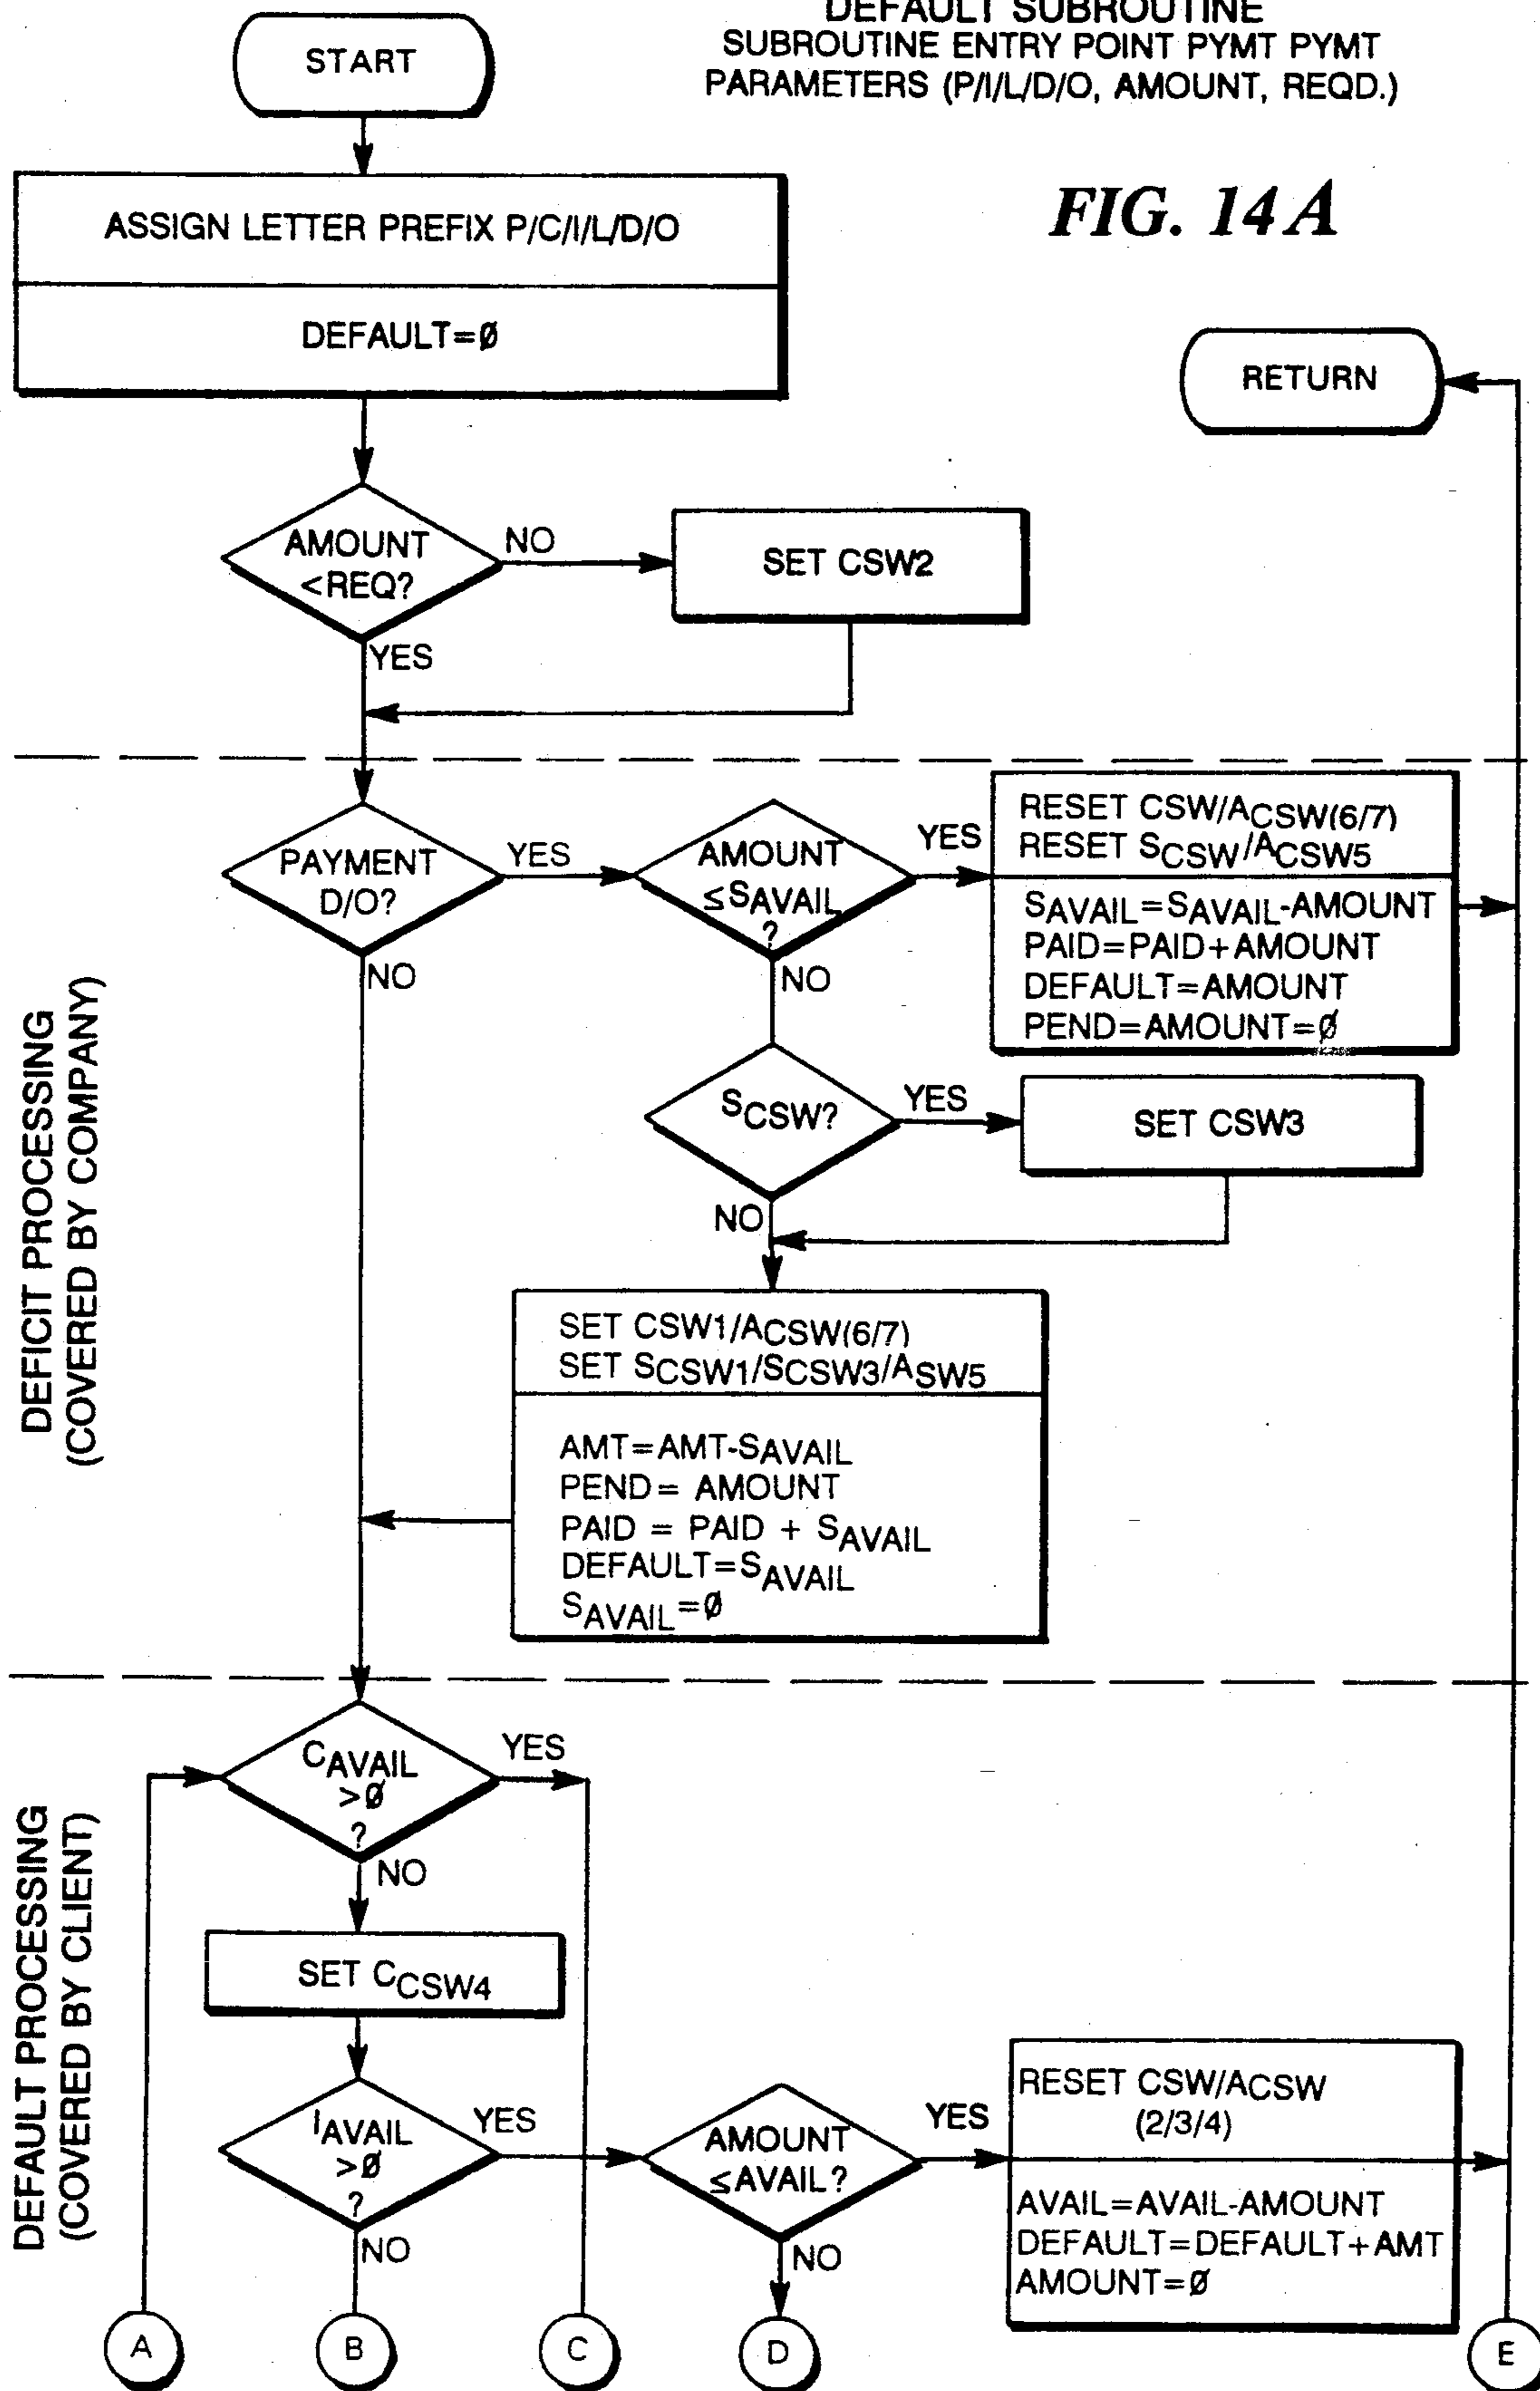 DEFAULT SUBROUTINE
SUBROUTINE ENTRY POINT PYMT PYMT
PARAMETERS (P/I/L/D/O, AMOUNT, REQD.)
START
FIG. 14A
ASSIGN LETTER PREFIX P/C/I/L/D/O
DEFAULT=Ø
RETURN
AMOUNT
<REQ?
NO
SET CSW2
YES
DEFICIT PROCESSING
(COVERED BY COMPANY)
PAYMENT
D/O?
YES
AMOUNT
≤SAVAIL
?
YES
RESET CSW/ACSW(6/7)
RESET SCSW/ACSW5
SAVAIL=SAVAIL-AMOUNT
PAID=PAID+AMOUNT
DEFAULT=AMOUNT
PEND=AMOUNT=Ø
NO
NO
SCSW?
YES
SET CSW3
NO
SET CSW1/ACSW(6/7)
SET SCSW1/SCSW3/ASW5
AMT=AMT-SAVAIL
PEND= AMOUNT
PAID = PAID + SAVAIL
DEFAULT=SAVAIL
SAVAIL=Ø
DEFAULT PROCESSING
(COVERED BY CLIENT)
CAVAIL
>Ø
?
YES
NO
SET CCSW4
IAVAIL
>Ø
?
YES
AMOUNT
≤AVAIL?
YES
RESET CSW/ACSW
(2/3/4)
AVAIL=AVAIL-AMOUNT
DEFAULT=DEFAULT+AMT
AMOUNT=Ø
NO
NO
A
B
C
D
E